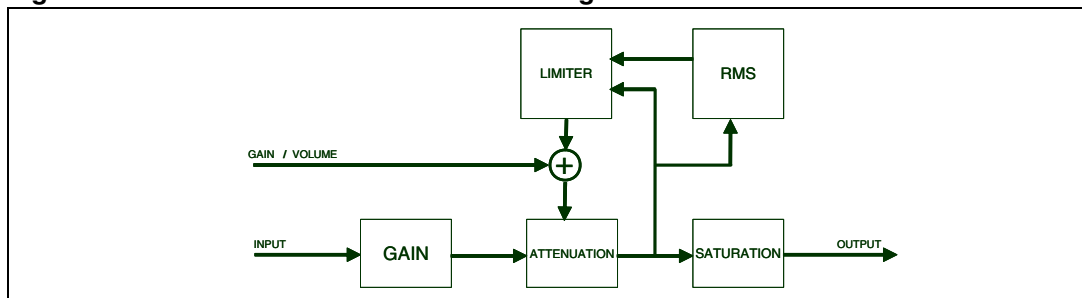 LIMITER
RMS
GAIN / VOLUME
+
INPUT
GAIN
ATTENUATION
SATURATION
OUTPUT